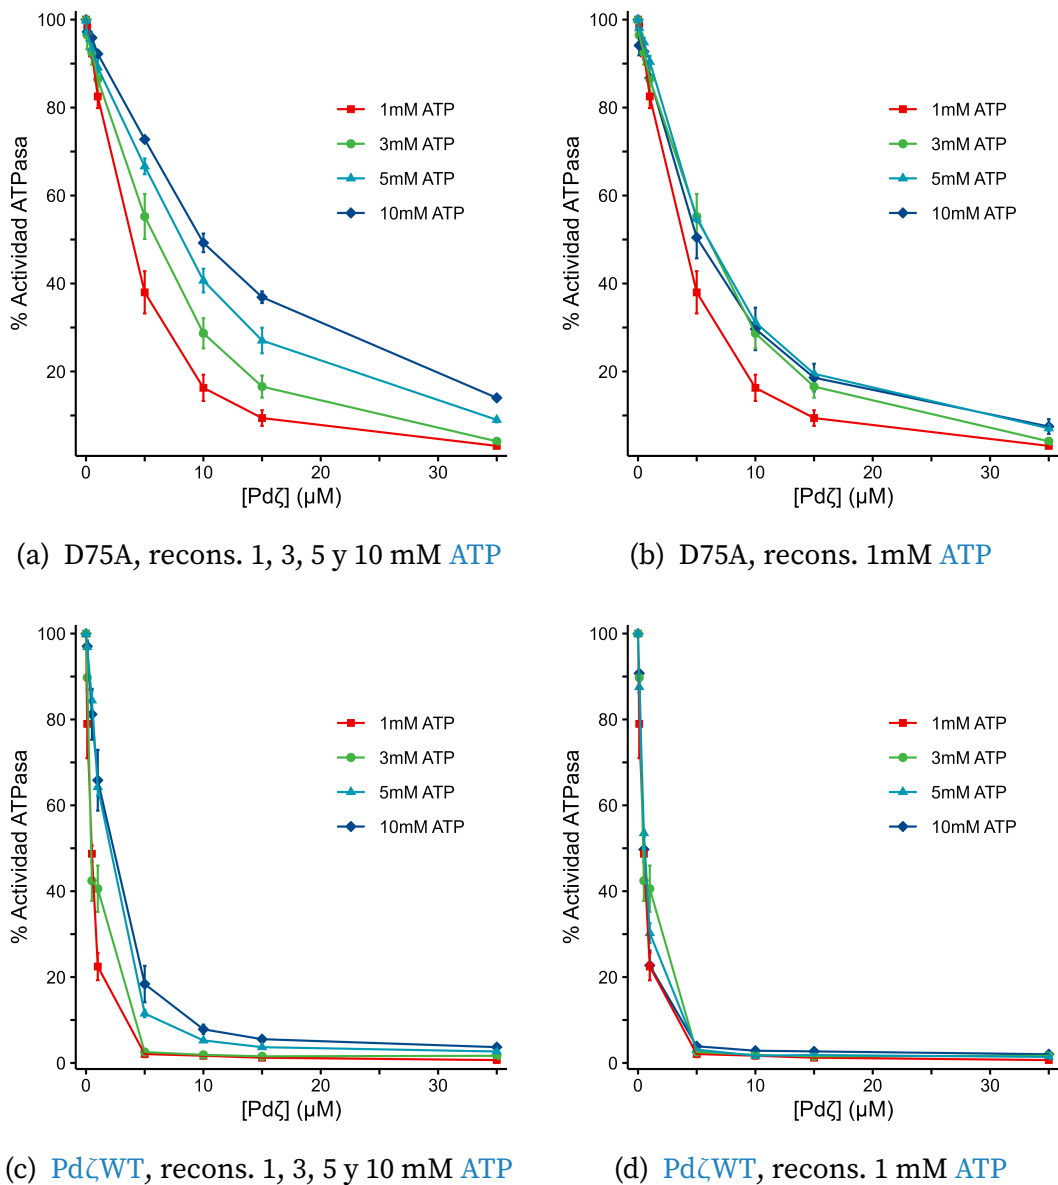 100
80
60
40
20
0
10
20
30
% Actividad ATPasa
[Pdζ] (μM)
1mM ATP
3mM ATP
5mM ATP
10mM ATP
(a) D75A, recons. 1, 3, 5 y 10 mM ATP
100
80
60
40
20
0
10
20
30
% Actividad ATPasa
[Pdζ] (μM)
1mM ATP
3mM ATP
5mM ATP
10mM ATP
(b) D75A, recons. 1mM ATP
100
80
60
40
20
0
0
10
20
30
% Actividad ATPasa
[Pdζ] (μM)
1mM ATP
3mM ATP
5mM ATP
10mM ATP
(c) PdζWT, recons. 1, 3, 5 y 10 mM ATP
100
80
60
40
20
0
0
10
20
30
% Actividad ATPasa
[Pdζ] (μM)
1mM ATP
3mM ATP
5mM ATP
10mM ATP
(d) PdζWT, recons. 1 mM ATP